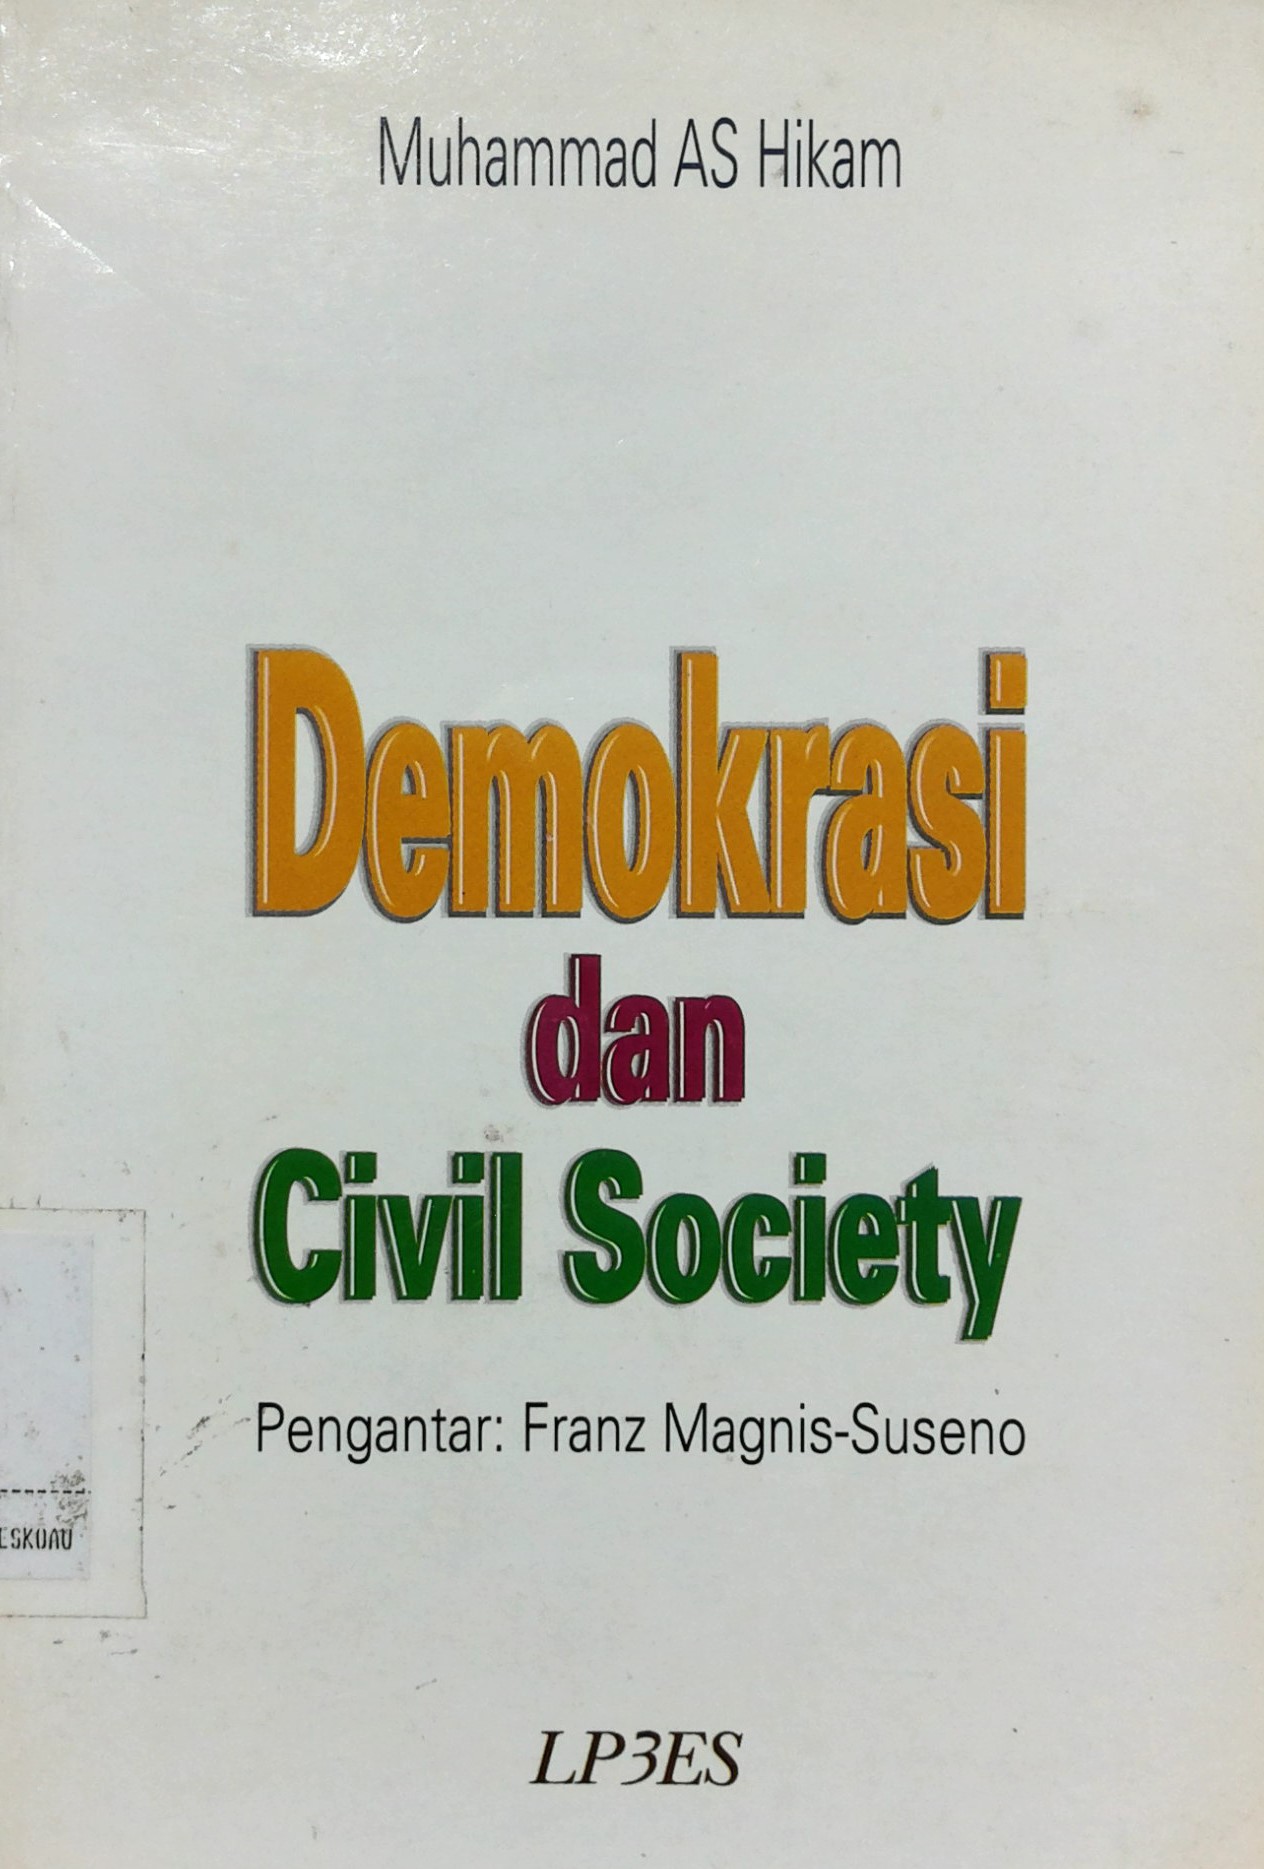 Muhammad AS Hikam
Demokrasi
dan
Civil Society
Pengantar: Franz Magnis-Suseno
LP3ES